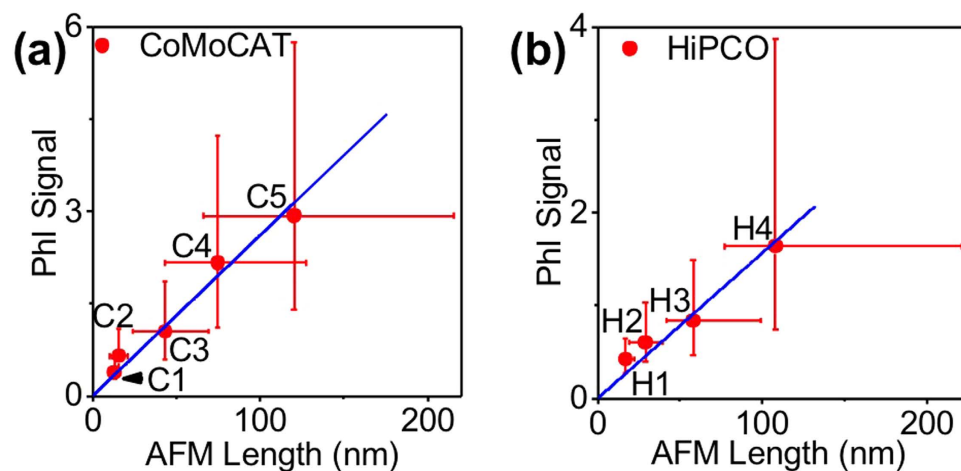 (a)
CoMoCAT
6
3
0
PhI Signal
C5
C4
C2
C3
C1
0
100
200
AFM Length (nm)
(b)
HiPCO
4
2
0
PhI Signal
H4
H3
H2
H1
0
100
200
AFM Length (nm)